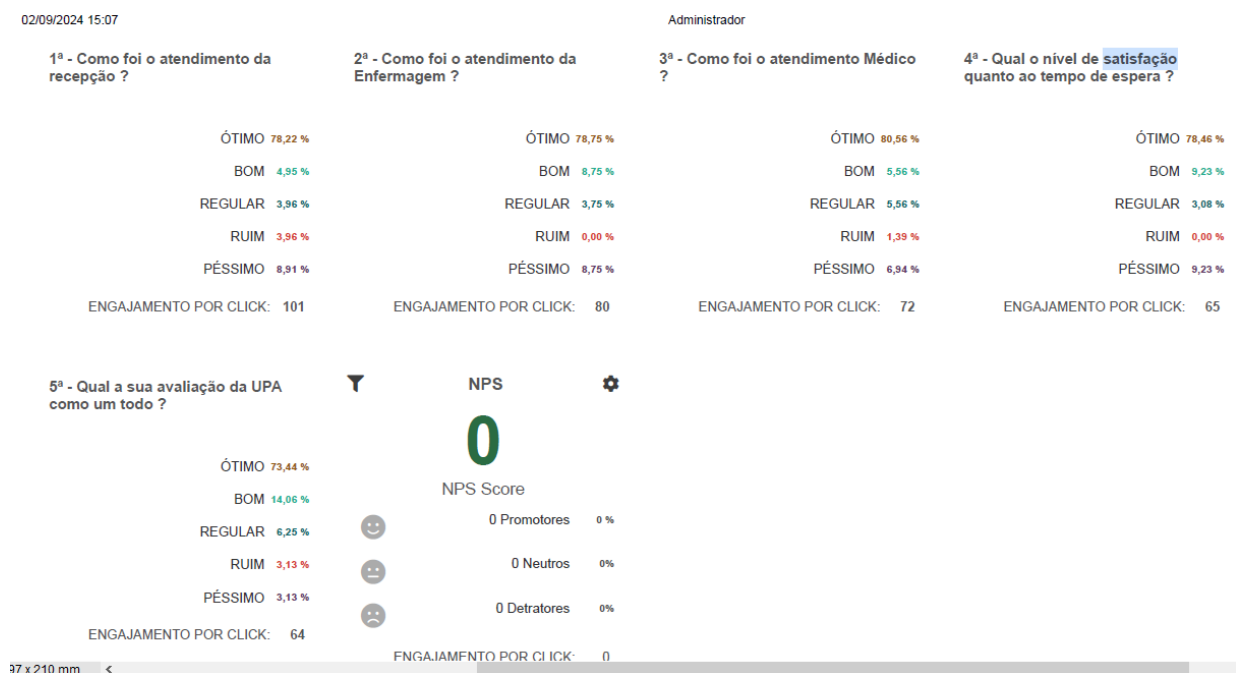 02/09/2024 15:07
Administrador
1ª - Como foi o atendimento da
recepção ?
ÓTIMO 78,22 %
BOM 4,95 %
REGULAR 3,96 %
RUIM 3,96 %
PÉSSIMO 8,91 %
ENGAJAMENTO POR CLICK: 101
2ª - Como foi o atendimento da
Enfermagem ?
ÓTIMO 78,75 %
BOM 8,75 %
REGULAR 3,75 %
RUIM 0,00 %
PÉSSIMO 8,75 %
ENGAJAMENTO POR CLICK: 80
3ª - Como foi o atendimento Médico
?
ÓTIMO 80,56 %
BOM 5,56 %
REGULAR 5,56 %
RUIM 1,39 %
PÉSSIMO 6,94 %
ENGAJAMENTO POR CLICK: 72
4ª - Qual o nível de satisfação
quanto ao tempo de espera ?
ÓTIMO 78,46 %
BOM 9,23 %
REGULAR 3,08 %
RUIM 0,00 %
PÉSSIMO 9,23 %
ENGAJAMENTO POR CLICK: 65
5ª - Qual a sua avaliação da UPA
como um todo ?
ÓTIMO 73,44 %
BOM 14,06 %
REGULAR 6,25 %
RUIM 3,13 %
PÉSSIMO 3,13 %
ENGAJAMENTO POR CLICK: 64
NPS
0
NPS Score
0 Promotores 0 %
0 Neutros 0%
0 Detratores 0%
ENGAJAMENTO POR CLICK: 0
97 x 210 mm